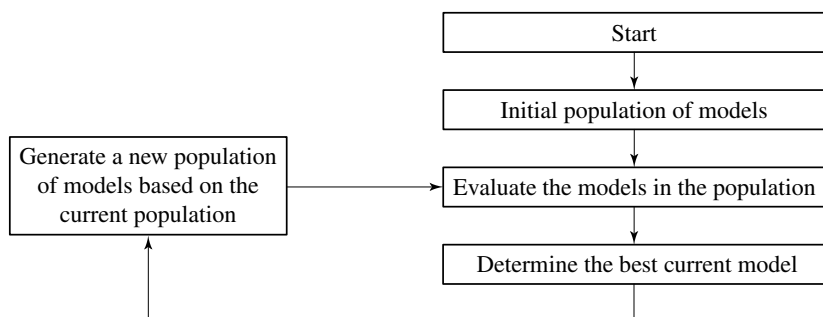 Start
Initial population of models
Generate a new population
of models based on the
current population
Evaluate the models in the population
Determine the best current model